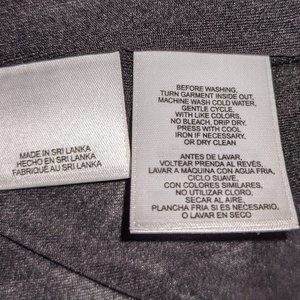 MADE IN SRI LANKA
HECHO EN SRI LANKA
FABRIQUÉ AU SRI LANKA
BEFORE WASHING,
TURN GARMENT INSIDE OUT,
MACHINE WASH COLD WATER,
GENTLE CYCLE,
WITH LIKE COLORS,
NO BLEACH, DRIP DRY,
PRESS WITH COOL
IRON IF NECESSARY,
OR DRY CLEAN
ANTES DE LAVAR,
VOLTEAR PRENDA AL REVÉS,
LAVAR A MÁQUINA CON AGUA FRIA,
CICLO SUAVE,
CON COLORES SIMILARES,
NO UTILIZAR CLORO,
SECAR AL AIRE,
PLANCHA FRIA SI ES NECESARIO,
O LAVAR EN SECO